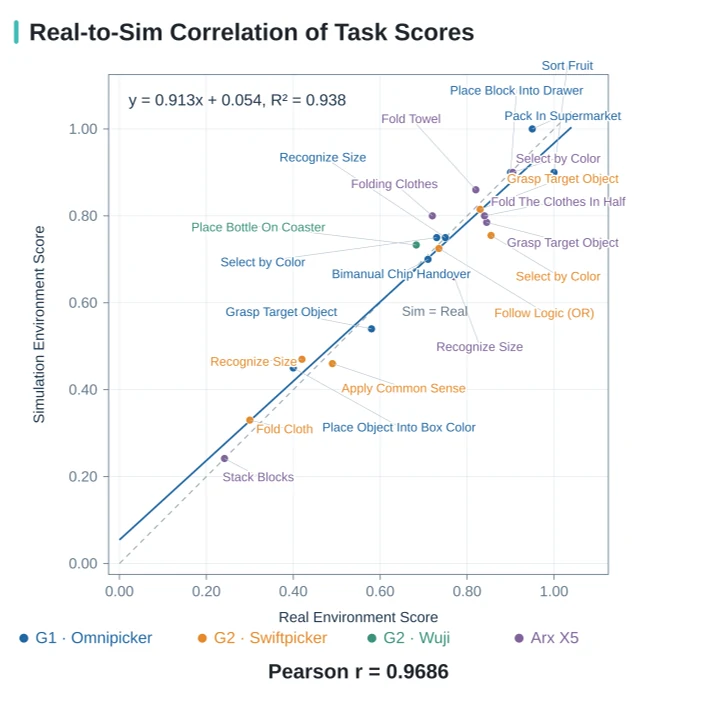 Real-to-Sim Correlation of Task Scores
Sort Fruit
Place Block Into Drawer
y = 0.913x + 0.054, R² = 0.938
Fold Towel
Pack In Supermarket
1.00
Recognize Size
Select by Color
Folding Clothes
Grasp Target Object
Fold The Clothes In Half
0.80
Place Bottle On Coaster
Grasp Target Object
Select by Color
Bimanual Chip Handover
Select by Color
0.60
Grasp Target Object
Sim = Real
Follow Logic (OR)
Recognize Size
Recognize Size
0.40
Apply Common Sense
Fold Cloth
Place Object Into Box Color
0.20
Stack Blocks
0.00
Simulation Environment Score
0.00 0.20 0.40 0.60 0.80 1.00
Real Environment Score
G1 · Omnipicker G2 · Swiftpicker G2 · Wuji Arx X5
Pearson r = 0.9686